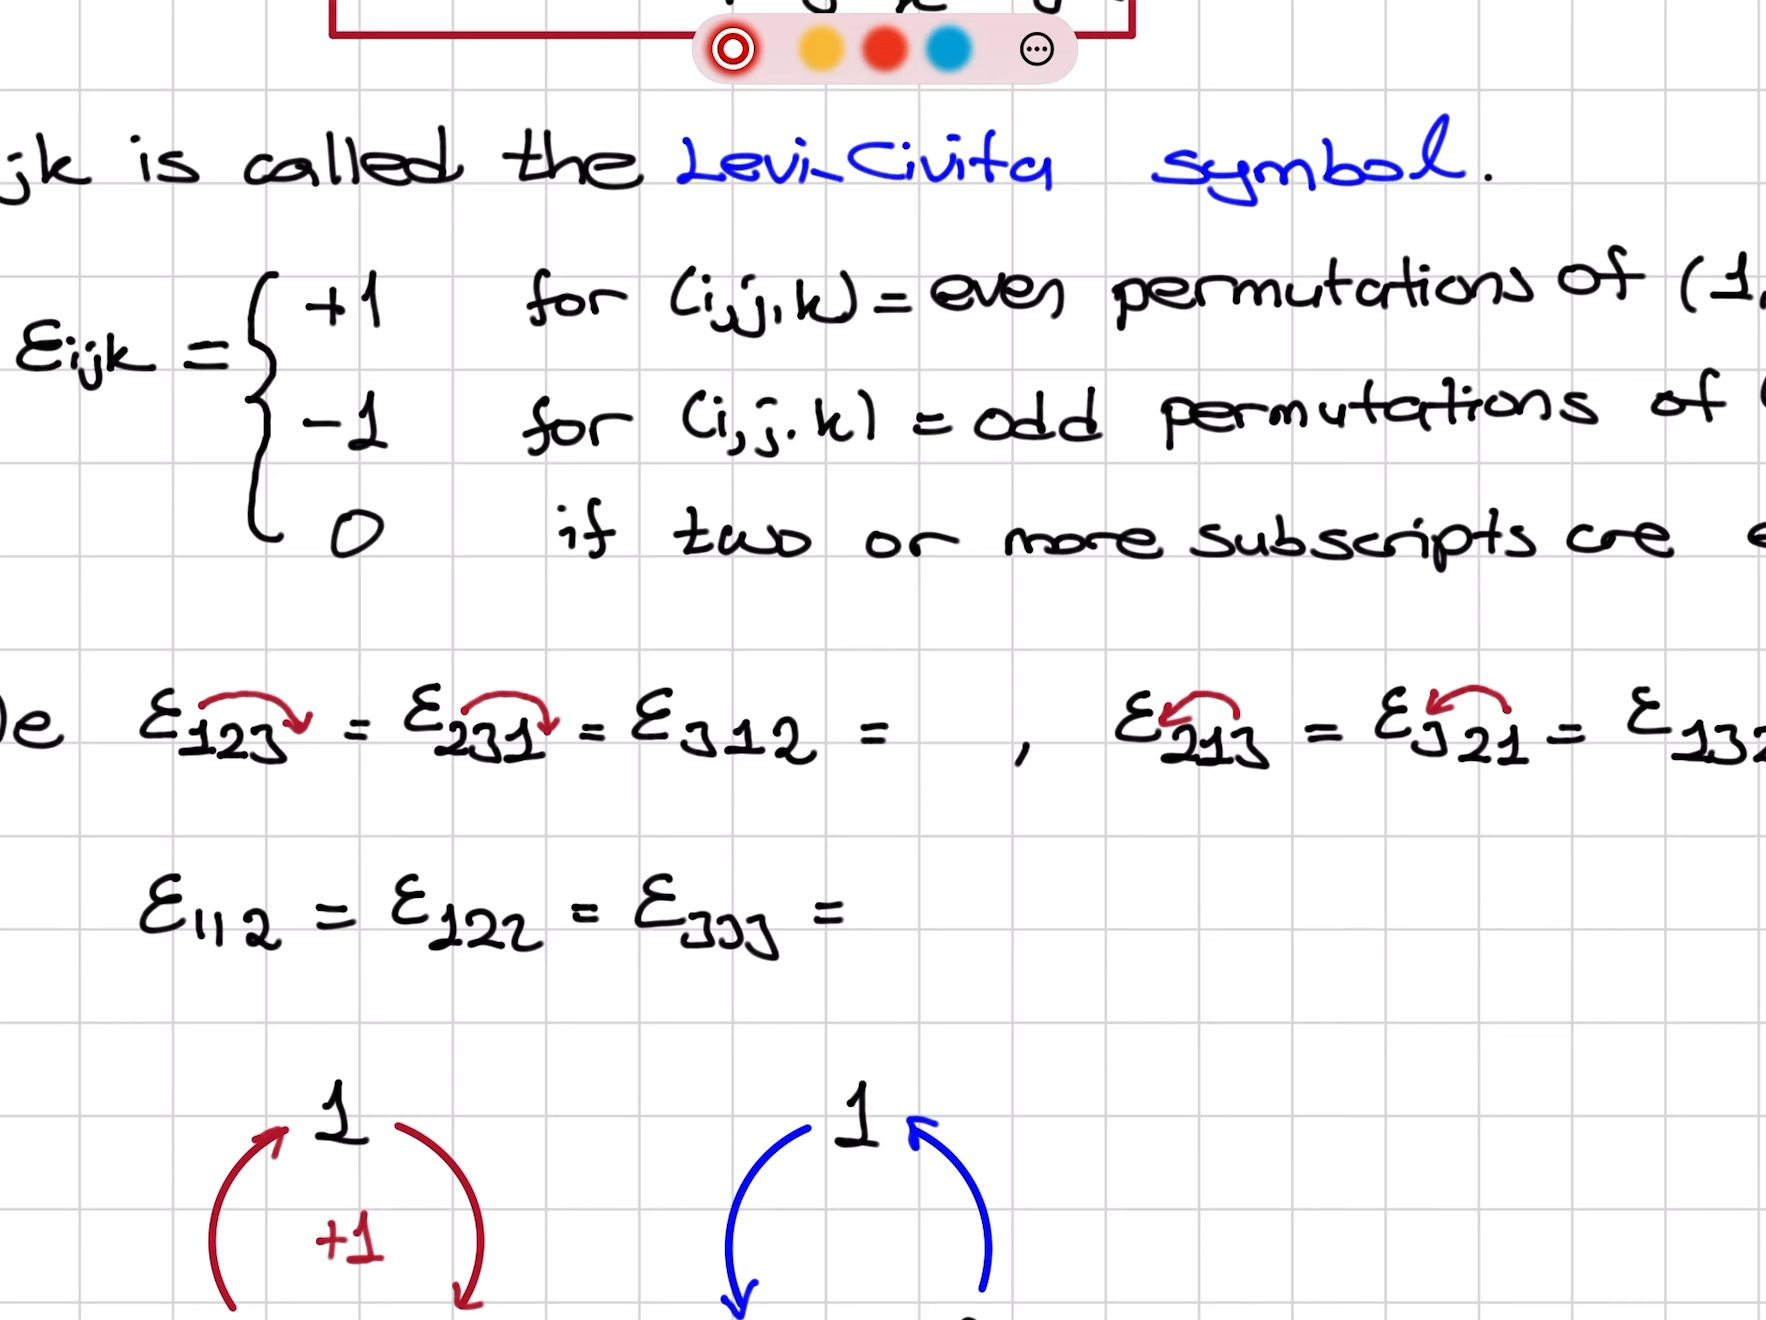 jk is called the Levi-Civita symbol.
+1 for (i,j,k) = even permutations of (1,
εijk =
-1 for (i,j,k) = odd permutations of (
0 if two or more subscripts are
ε123 = ε231 = ε312 = , ε213 = ε321 = ε132
ε112 = ε122 = ε333 =
1 1
+1